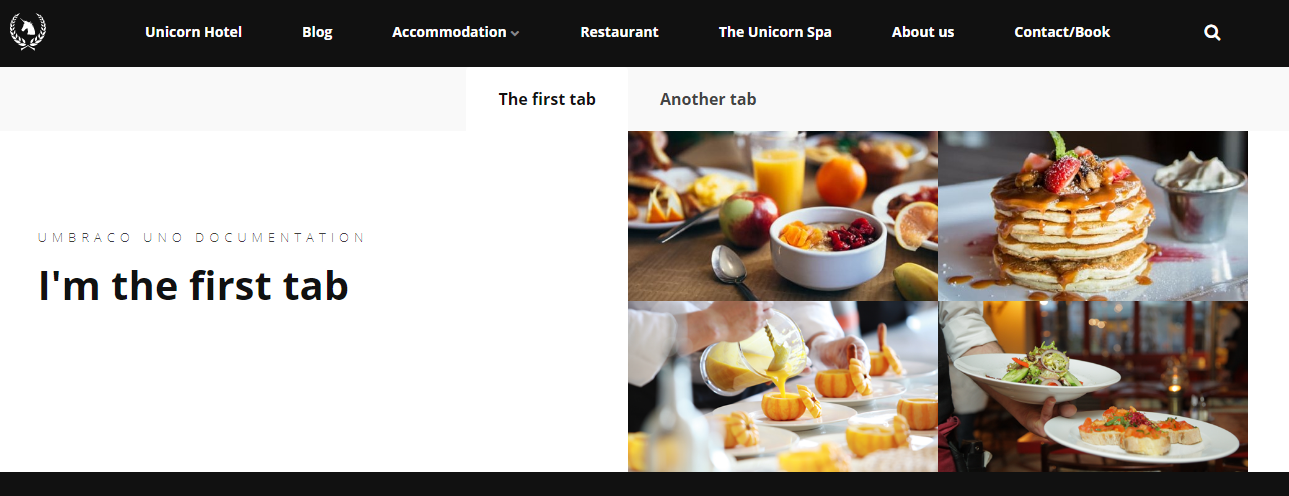 Unicorn Hotel Blog Accommodation Restaurant The Unicorn Spa About us Contact/Book
The first tab Another tab
UMBRACO UNO DOCUMENTATION
I'm the first tab